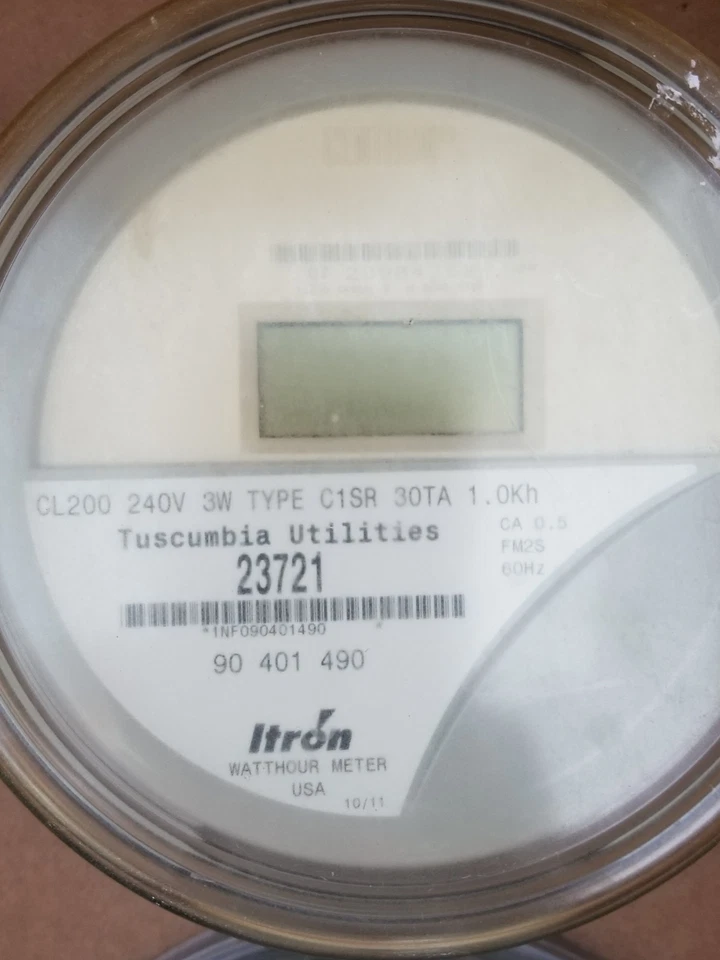 CL200 240V 3W TYPE C1SR 30TA 1.0Kh
Tuscumbia Utilities
CA 0.5
FM2S
23721
60Hz
*1NF090401490
90 401 490
Itron
WATTHOUR METER
USA
10/11